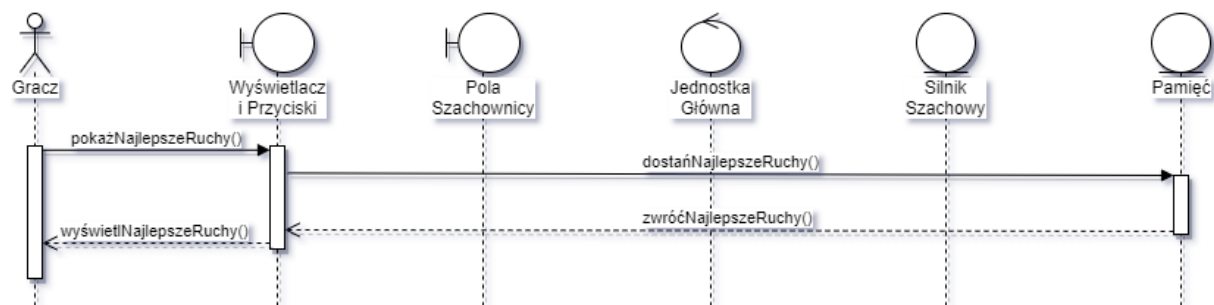 Gracz
Wyświetlacz
i Przyciski
Pola
Szachownicy
Jednostka
Główna
Silnik
Szachowy
Pamięć
pokażNajlepszeRuchy()
dostańNajlepszeRuchy()
zwróćNajlepszeRuchy()
wyświetlNajlepszeRuchy()